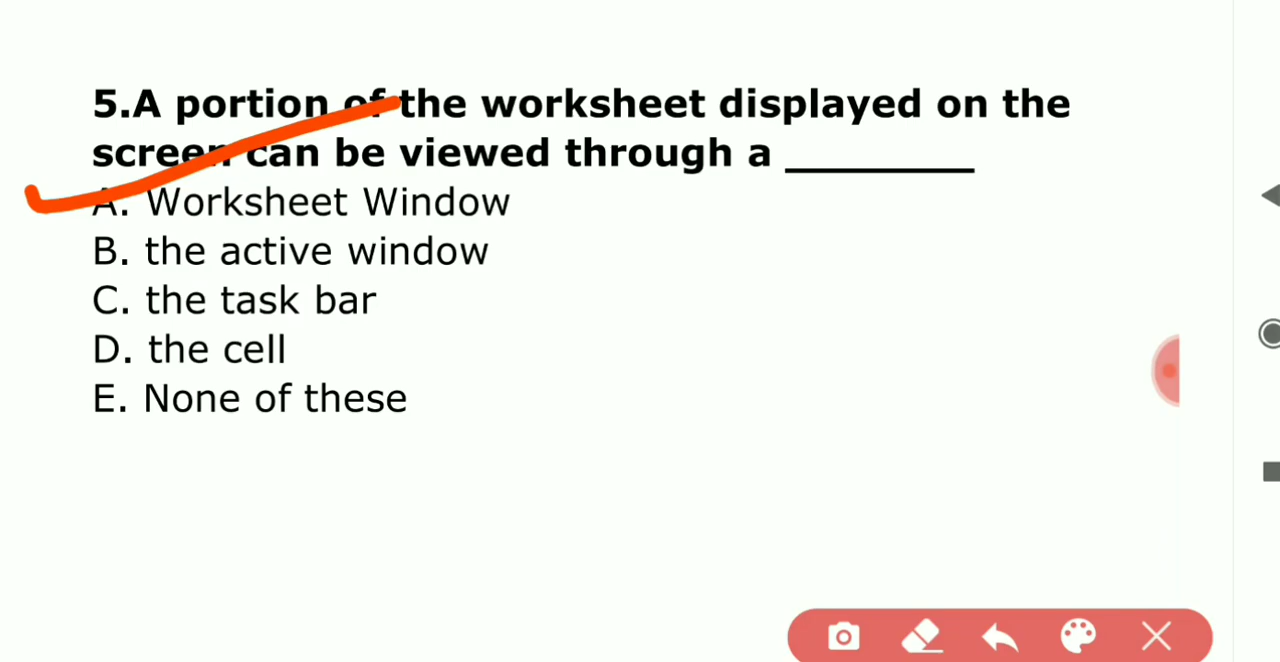 5.A portion of the worksheet displayed on the
screen can be viewed through a _________
A. Worksheet Window
B. the active window
C. the task bar
D. the cell
E. None of these